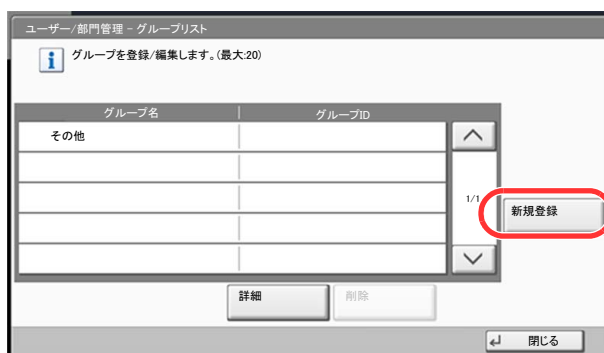 ユーザー/部門管理 - グループリスト
グループを登録/編集します。(最大:20)
グループ名 グループID
その他
1/1
新規登録
詳細 削除
閉じる